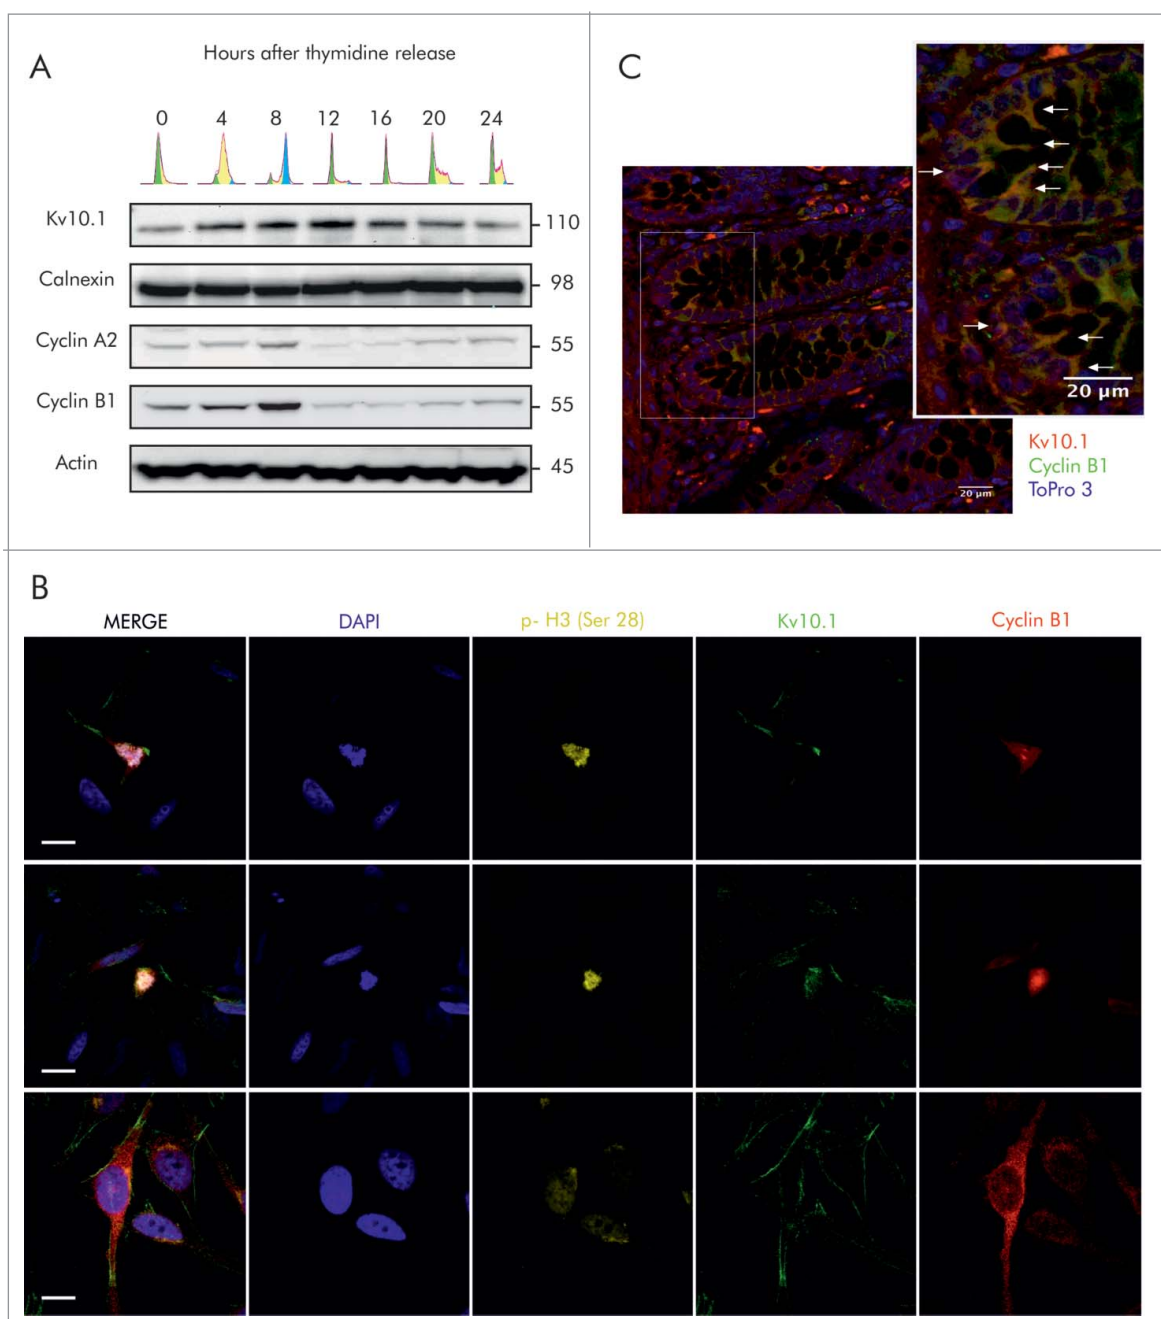 A
Hours after thymidine release
0 4 8 12 16 20 24
Kv10.1 110
Calnexin 98
Cyclin A2 55
Cyclin B1 55
Actin 45
C
20 µm
20 µm
Kv10.1
Cyclin B1
ToPro 3
B
MERGE DAPI p- H3 (Ser 28) Kv10.1 Cyclin B1